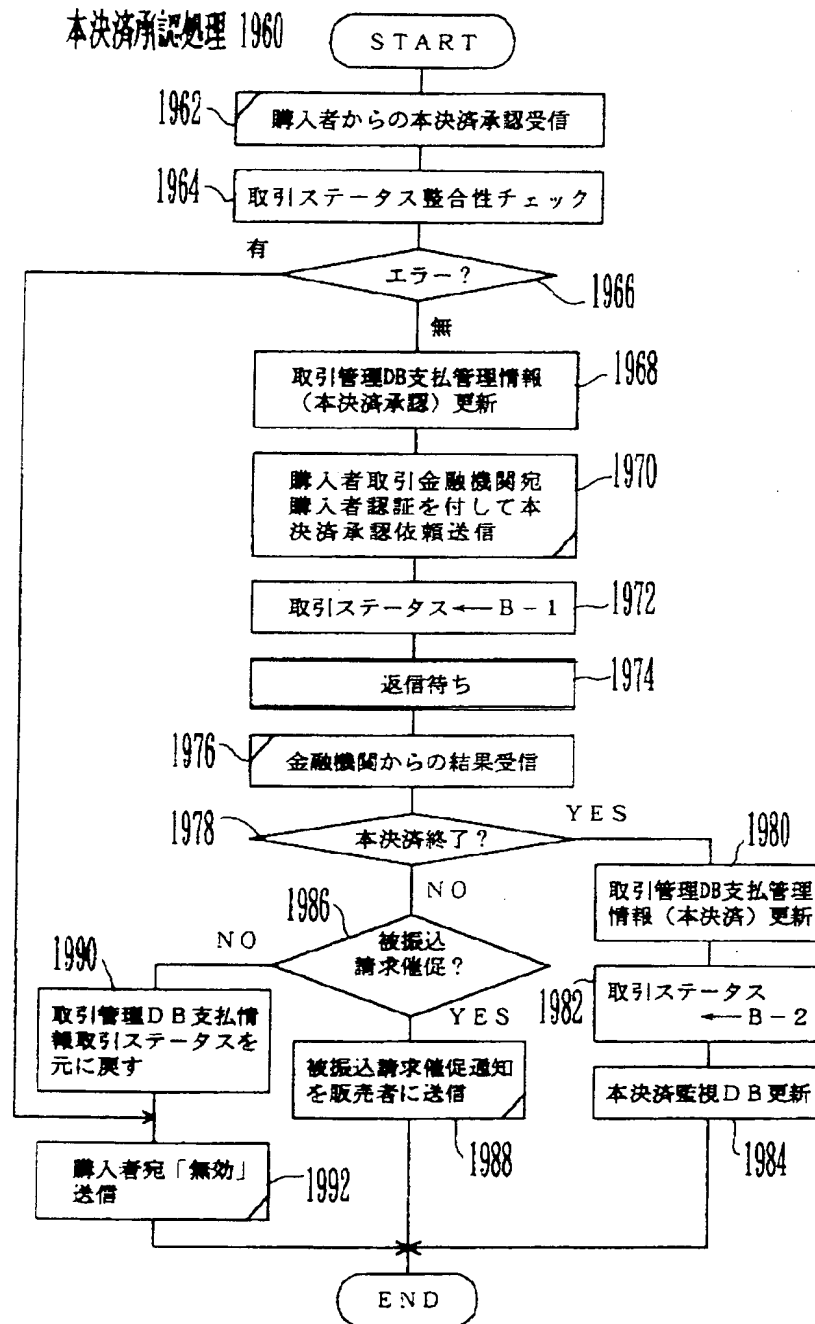 本決済承認処理 1960
START
1962
購入者からの本決済承認受信
1964
取引ステータス整合性チェック
有
エラー？
1966
無
取引管理DB支払管理情報
（本決済承認）更新
1968
購入者取引金融機関宛
購入者認証を付して本
決済承認依頼送信
1970
取引ステータス←B-1
1972
返信待ち
1974
1976
金融機関からの結果受信
1978
本決済終了？
YES
NO
1980
取引管理DB支払管理
情報（本決済）更新
1986
被振込
請求催促？
NO
YES
1990
取引管理DB支払情
報取引ステータスを
元に戻す
1982
取引ステータス
←B-2
被振込請求催促通知
を販売者に送信
1988
本決済監視DB更新
1984
購入者宛「無効」
送信
1992
END